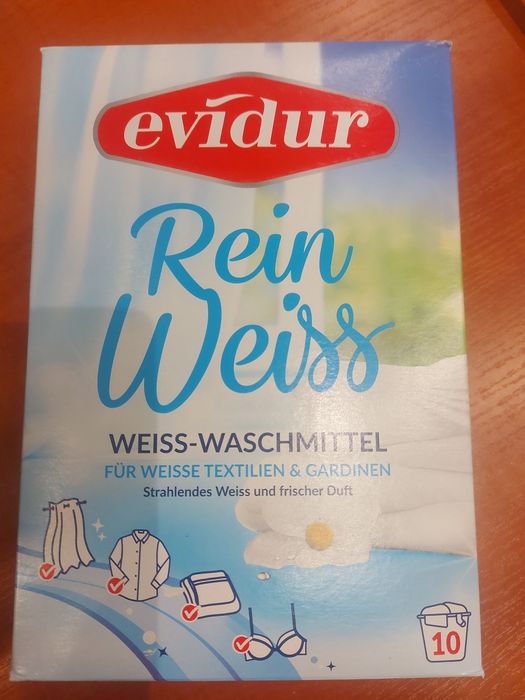 evidur
Rein
Weiss
WEISS-WASCHMITTEL
FÜR WEISSE TEXTILIEN & GARDINEN
Strahlendes Weiss und frischer Duft
10